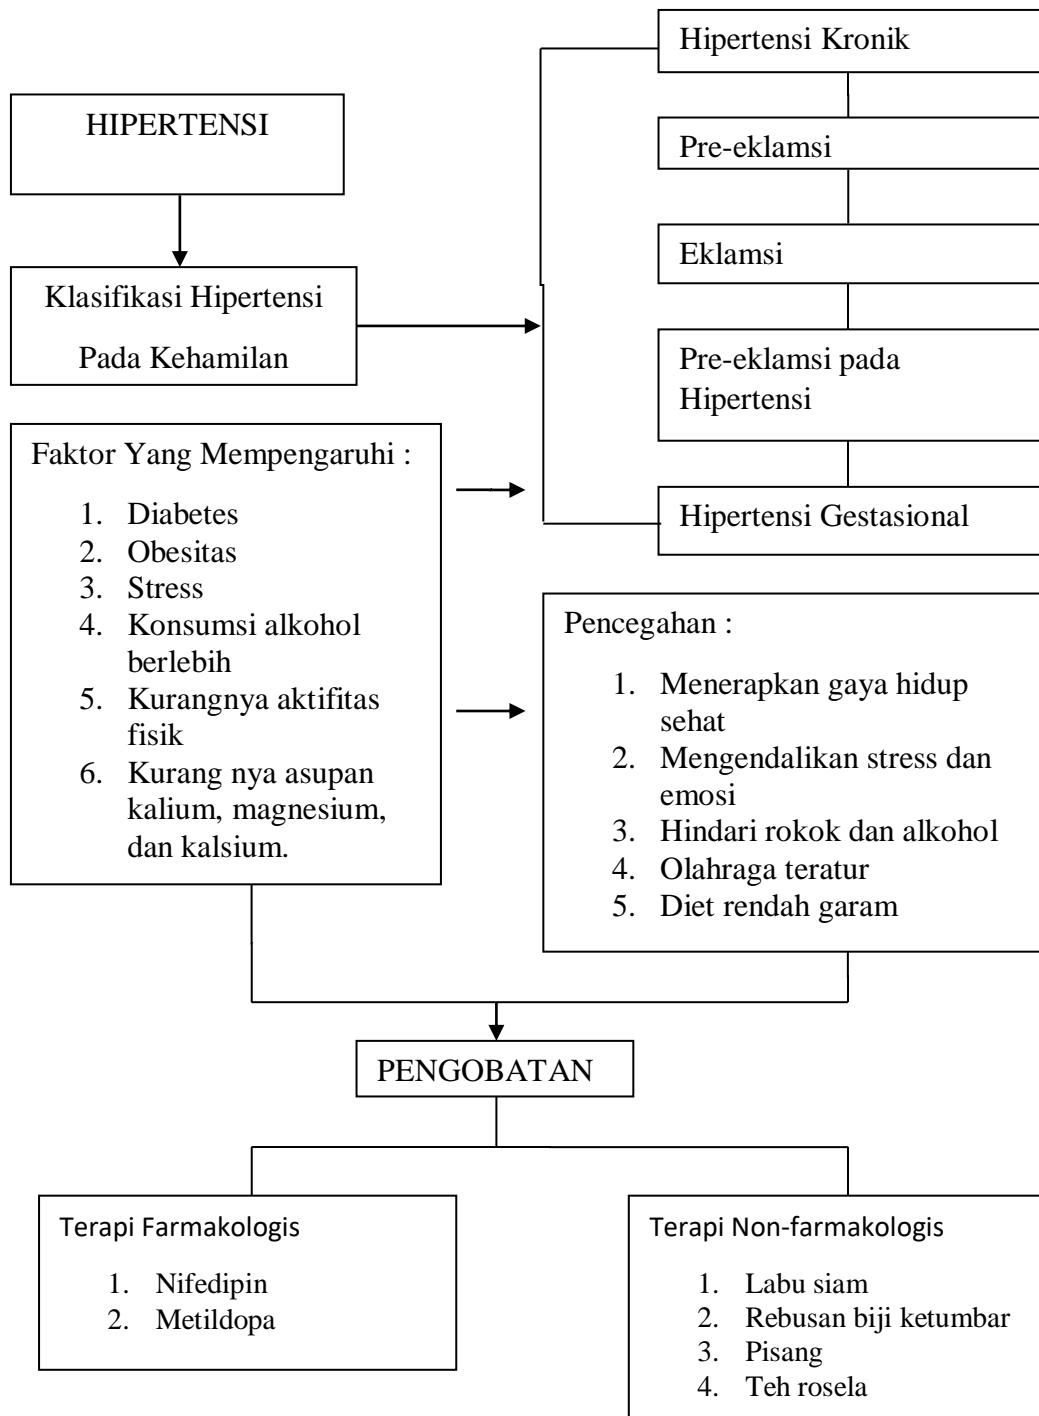 HIPERTENSI
Klasifikasi Hipertensi
Pada Kehamilan
Hipertensi Kronik
Pre-eklamsi
Eklamsi
Pre-eklamsi pada
Hipertensi
Hipertensi Gestasional
Faktor Yang Mempengaruhi :
1. Diabetes
2. Obesitas
3. Stress
4. Konsumsi alkohol
berlebih
5. Kurangnya aktifitas
fisik
6. Kurang nya asupan
kalium, magnesium,
dan kalsium.
Pencegahan :
1. Menerapkan gaya hidup
sehat
2. Mengendalikan stress dan
emosi
3. Hindari rokok dan alkohol
4. Olahraga teratur
5. Diet rendah garam
PENGOBATAN
Terapi Farmakologis
1. Nifedipin
2. Metildopa
Terapi Non-farmakologis
1. Labu siam
2. Rebusan biji ketumbar
3. Pisang
4. Teh rosela